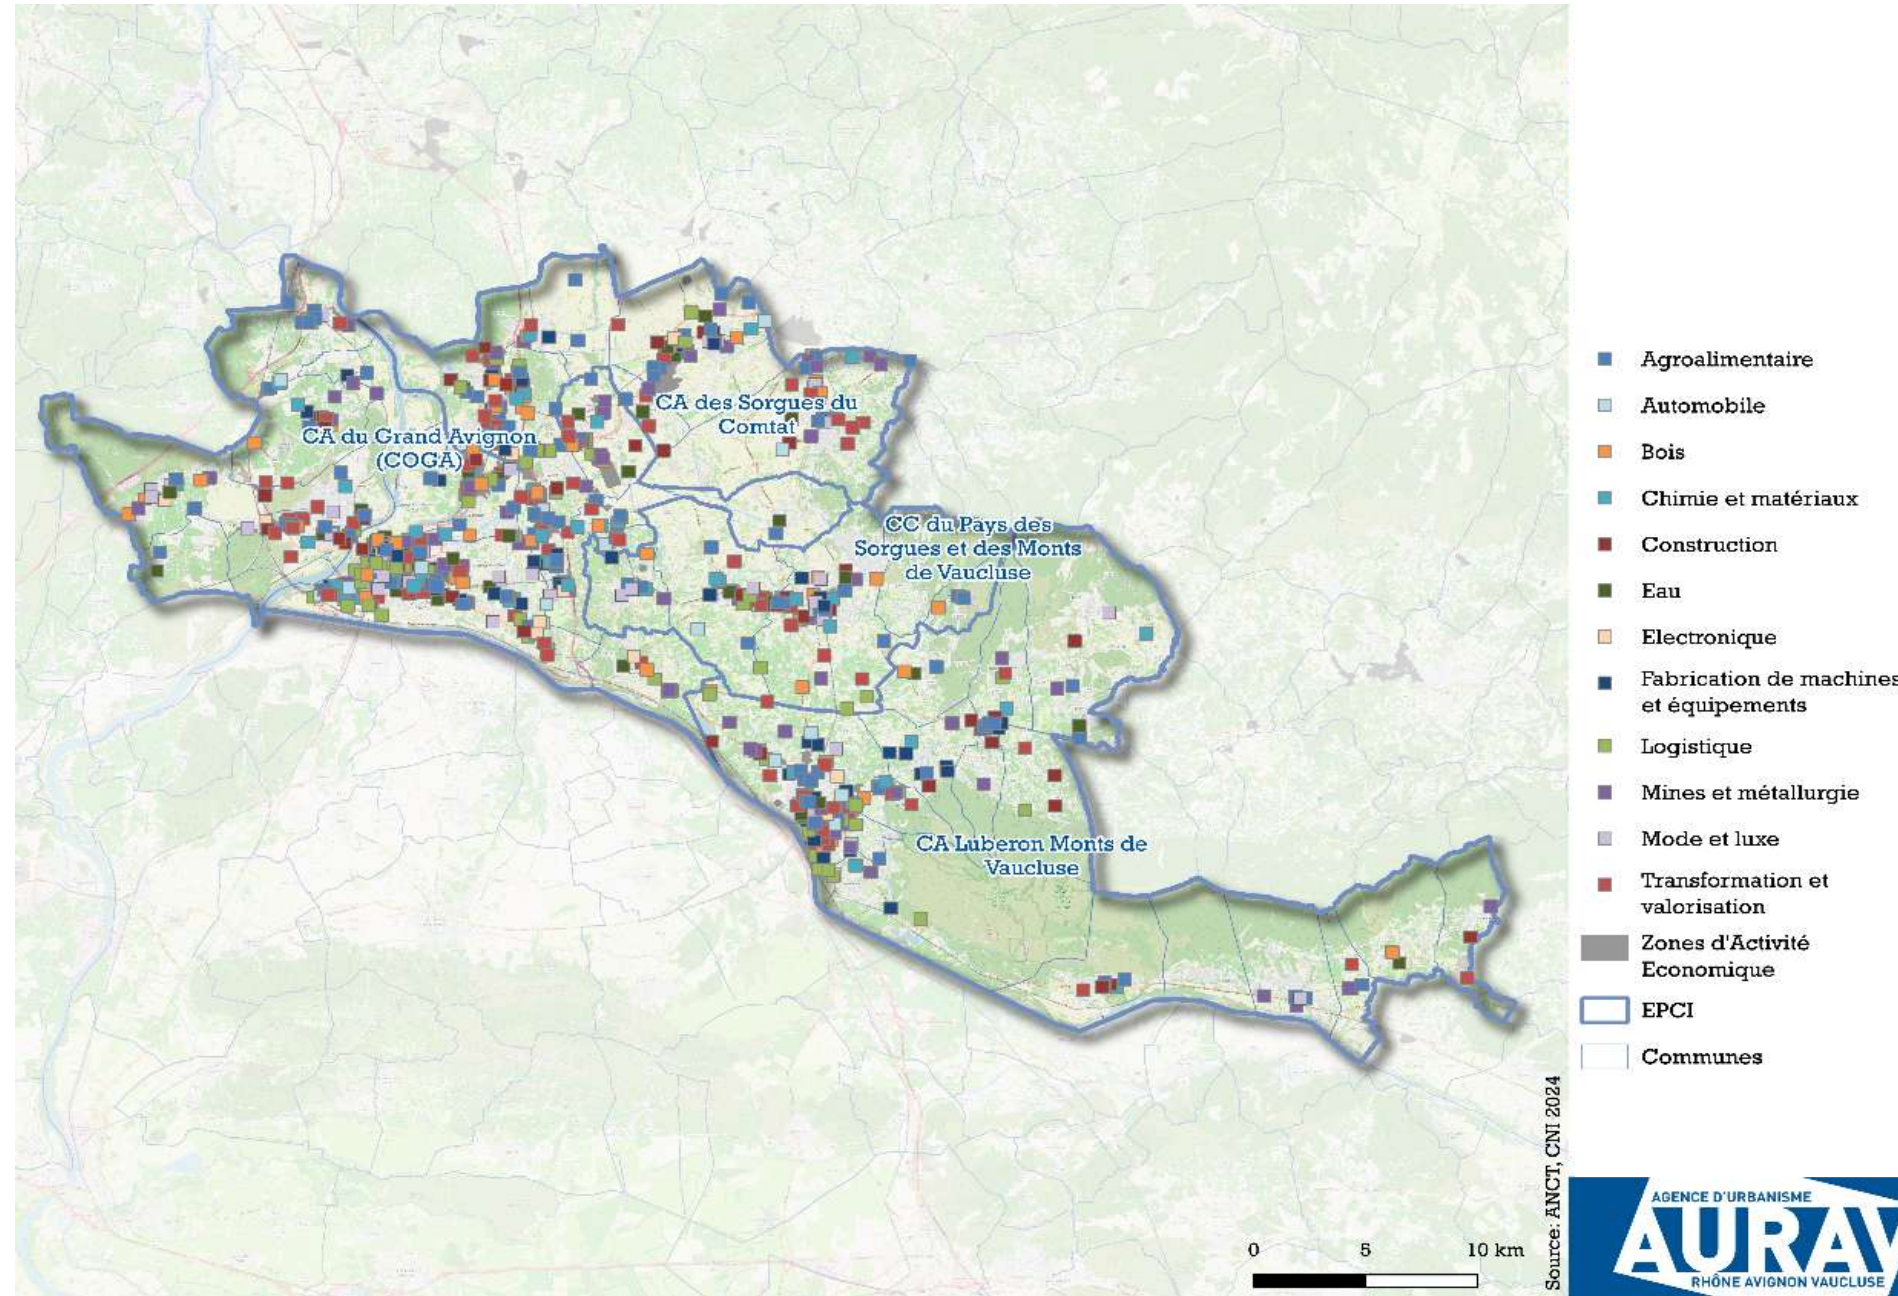 CA des Sorgues du
Comtat
CA du Grand Avignon
(COGA)
CC du Pays des
Sorgues et des Monts
de Vaucluse
CA Luberon Monts de
Vaucluse
Agroalimentaire
Automobile
Bois
Chimie et matériaux
Construction
Eau
Electronique
Fabrication de machines
et équipements
Logistique
Mines et métallurgie
Mode et luxe
Transformation et
valorisation
Zones d'Activité
Economique
EPCI
Communes
0 5 10 km
Source: ANCT, CNI 2024
AGENCE D'URBANISME
AURAV
RHÔNE AVIGNON VAUCLUSE